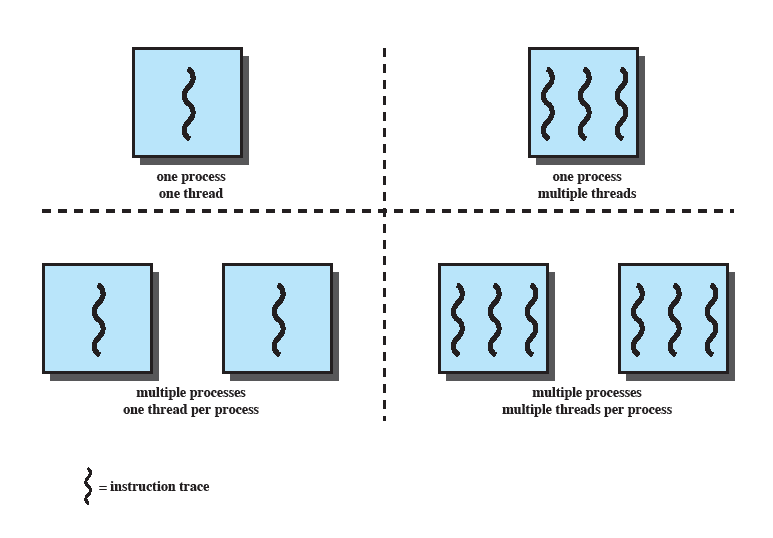 one process
one thread
one process
multiple threads
multiple processes
one thread per process
multiple processes
multiple threads per process
= instruction trace